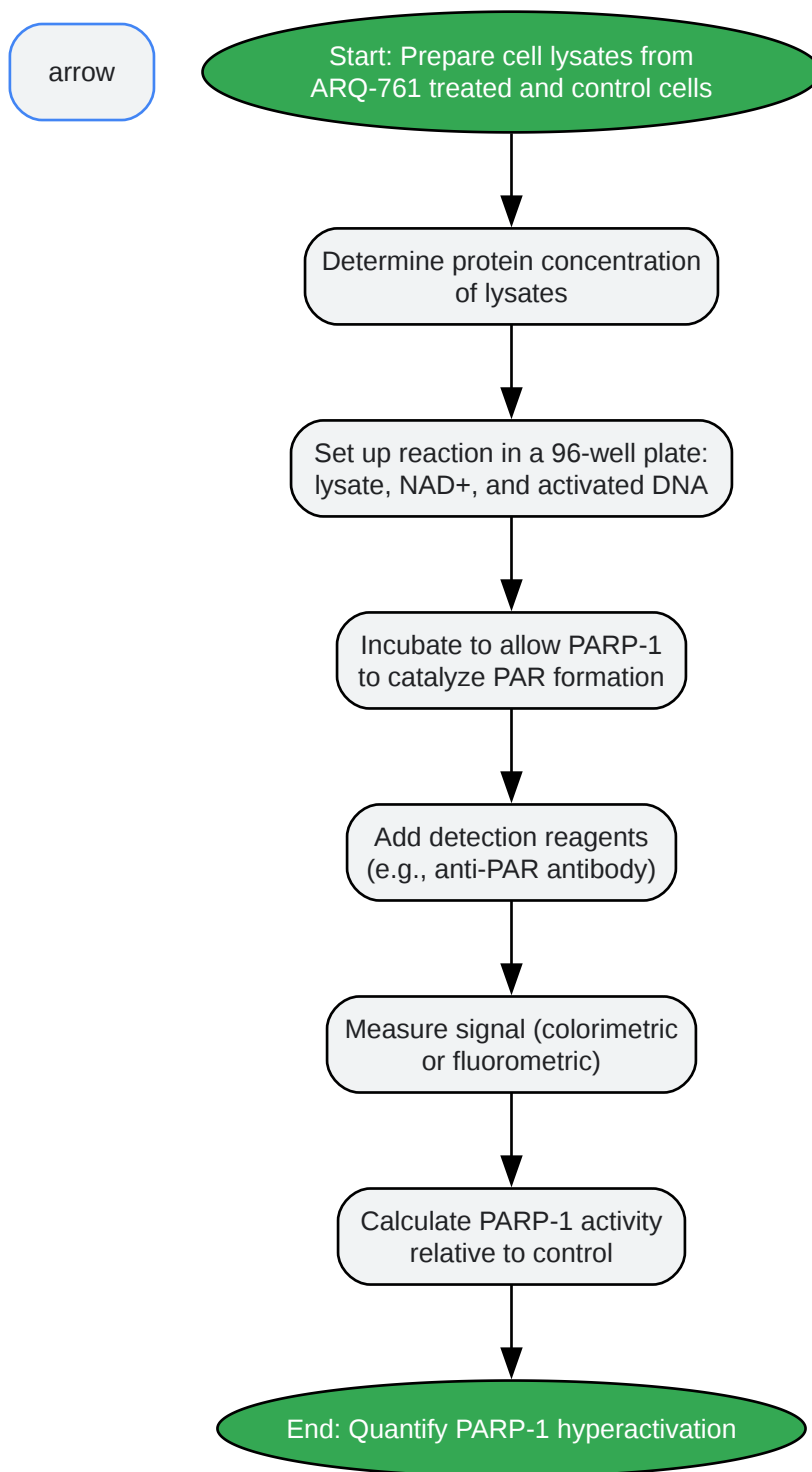 arrow
Start: Prepare cell lysates from
ARQ-761 treated and control cells
Determine protein concentration
of lysates
Set up reaction in a 96-well plate:
lysate, NAD+, and activated DNA
Incubate to allow PARP-1
to catalyze PAR formation
Add detection reagents
(e.g., anti-PAR antibody)
Measure signal (colorimetric
or fluorometric)
Calculate PARP-1 activity
relative to control
End: Quantify PARP-1 hyperactivation